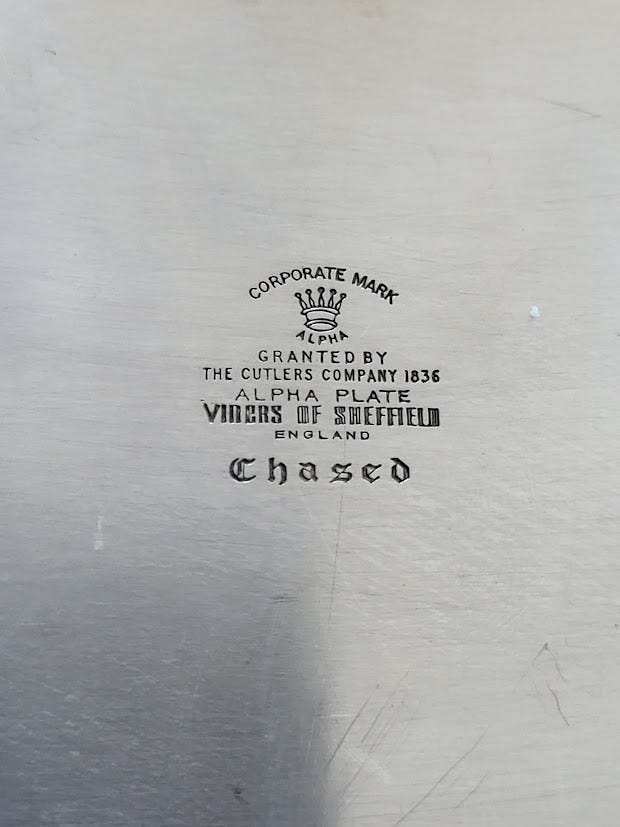 CORPORATE MARK
ALPHA
GRANTED BY
THE CUTLERS COMPANY 1836
ALPHA PLATE
VINERS OF SHEFFIELD
ENGLAND
Chased